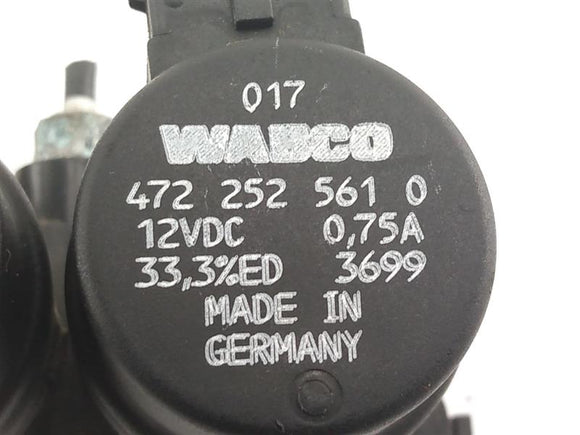 017
WABCO
472 252 561 0
12VDC 0,75A
33,3%ED 3699
MADE IN
GERMANY